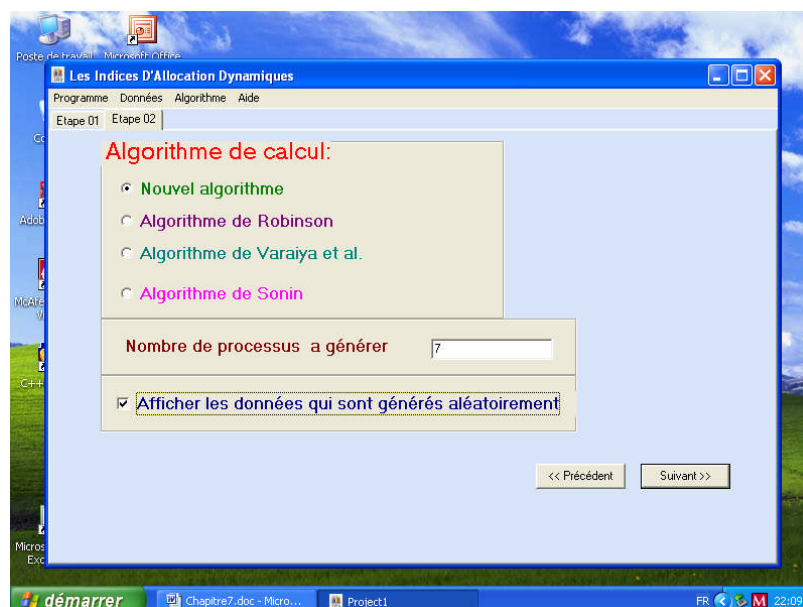 Poste de travail Microsoft Office
Les Indices D'Allocation Dynamiques
Programme Données Algorithme Aide
Etape 01 Etape 02
Algorithme de calcul:
Nouvel algorithme
Algorithme de Robinson
Algorithme de Varaiya et al.
Algorithme de Sonin
Nombre de processus a générer 7
Afficher les données qui sont générés aléatoirement
<< Précédent Suivant >>
démarrer Chapitre7.doc - Micro... Project1 FR 22:09